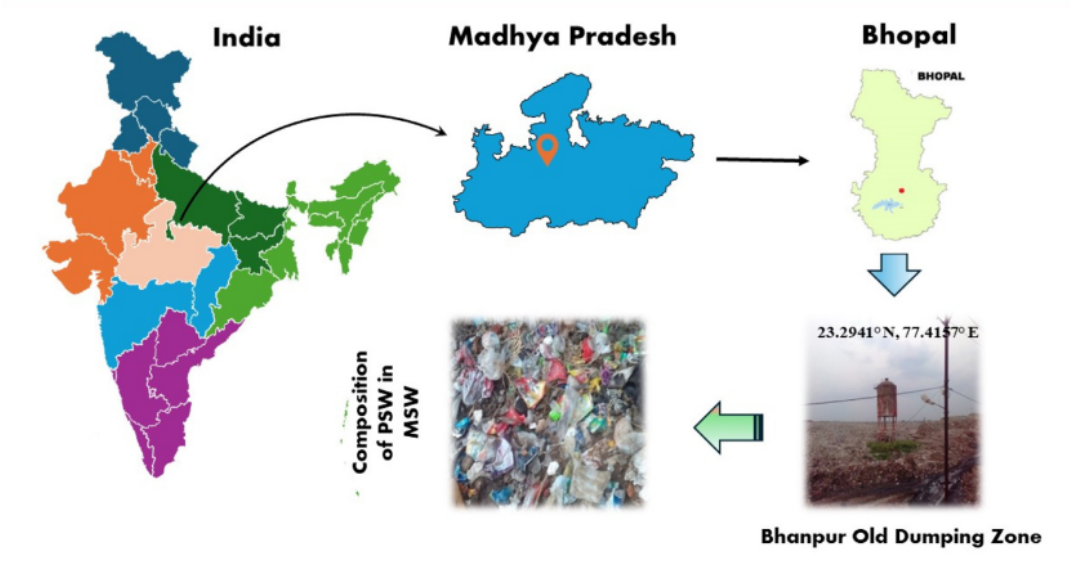 India
Madhya Pradesh
Bhopal
BHOPAL
23.2941° N, 77.4157° E
Composition
of PSW in
MSW
Bhanpur Old Dumping Zone